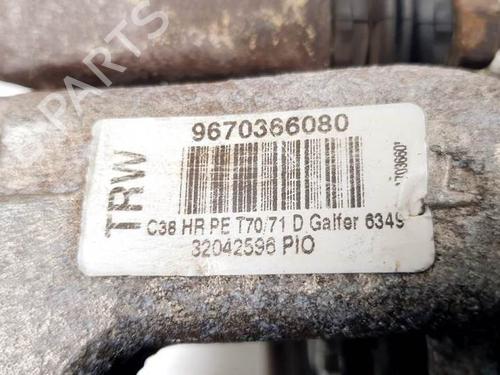 9670366080
TRW
C38 HR PE T70/71 D Galfer 6349
32042596 PIO
B-PARTS